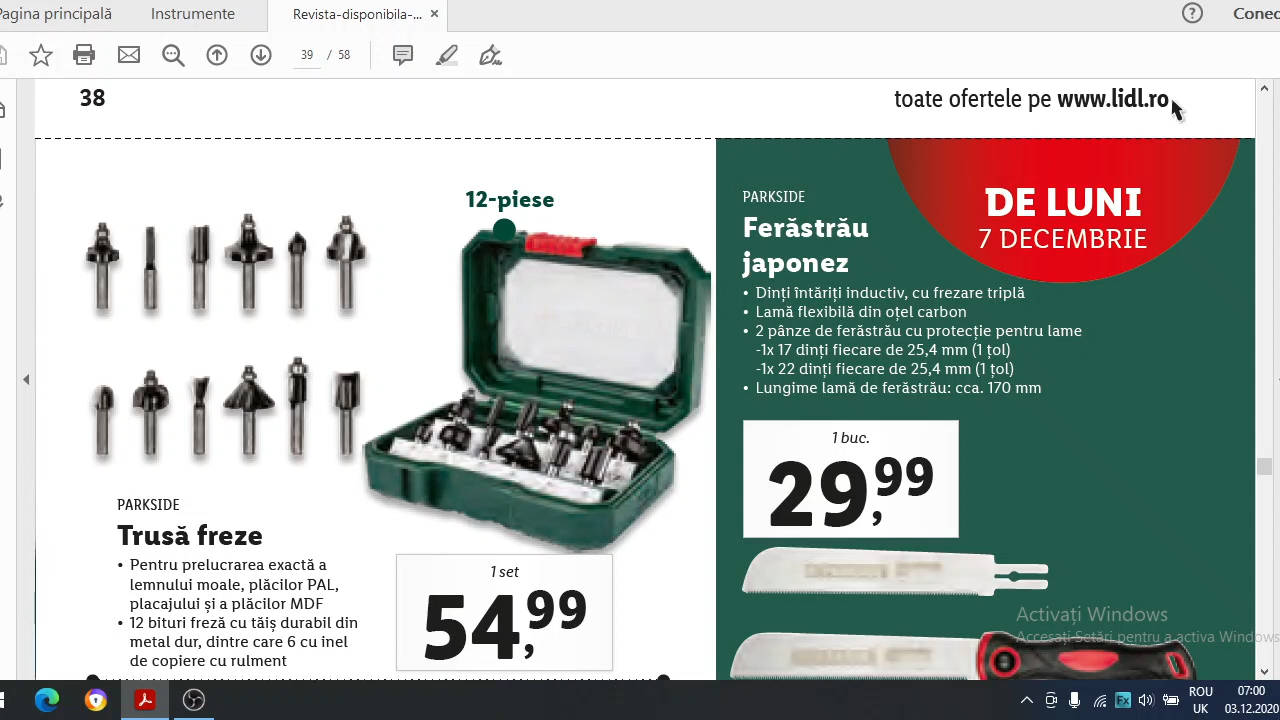 Pagina principală
Instrumente
Revista-disponibila-...
×
?
Conec
39 / 58
38
toate ofertele pe www.lidl.ro
12-piese
PARKSIDE
Trusă freze
• Pentru prelucrarea exactă a
lemnului moale, plăcilor PAL,
placajului și a plăcilor MDF
• 12 bituri freză cu tăiș durabil din
metal dur, dintre care 6 cu inel
de copiere cu rulment
1 set
54,99
DE LUNI
7 DECEMBRIE
PARKSIDE
Ferăstrău
japonez
• Dinți întăriți inductiv, cu frezare triplă
• Lamă flexibilă din oțel carbon
• 2 pânze de ferăstrău cu protecție pentru lame
-1x 17 dinți fiecare de 25,4 mm (1 țol)
-1x 22 dinți fiecare de 25,4 mm (1 țol)
• Lungime lamă de ferăstrău: cca. 170 mm
1 buc.
29,99
Activați Windows
Accesați Setări pentru a activa Windows
Fx
ROU
UK
07:00
03.12.2020